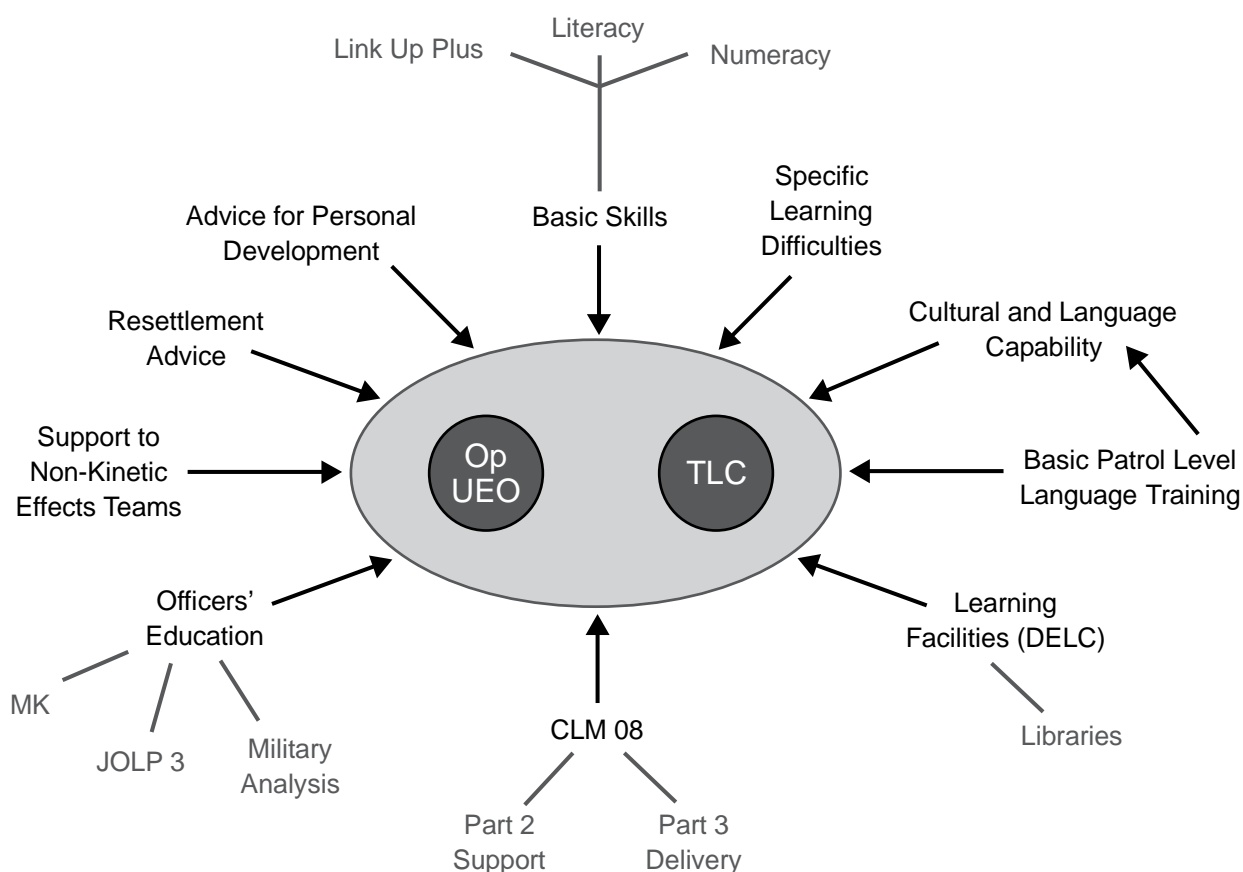 Literacy
Link Up Plus
Numeracy
Specific
Learning
Difficulties
Advice for Personal
Development
Basic Skills
Resettlement
Advice
Cultural and Language
Capability
Support to
Non-Kinetic
Effects Teams
Op
UEO
TLC
Basic Patrol Level
Language Training
Officers’
Education
Learning
Facilities (DELC)
MK
JOLP 3
Military
Analysis
CLM 08
Libraries
Part 2
Support
Part 3
Delivery